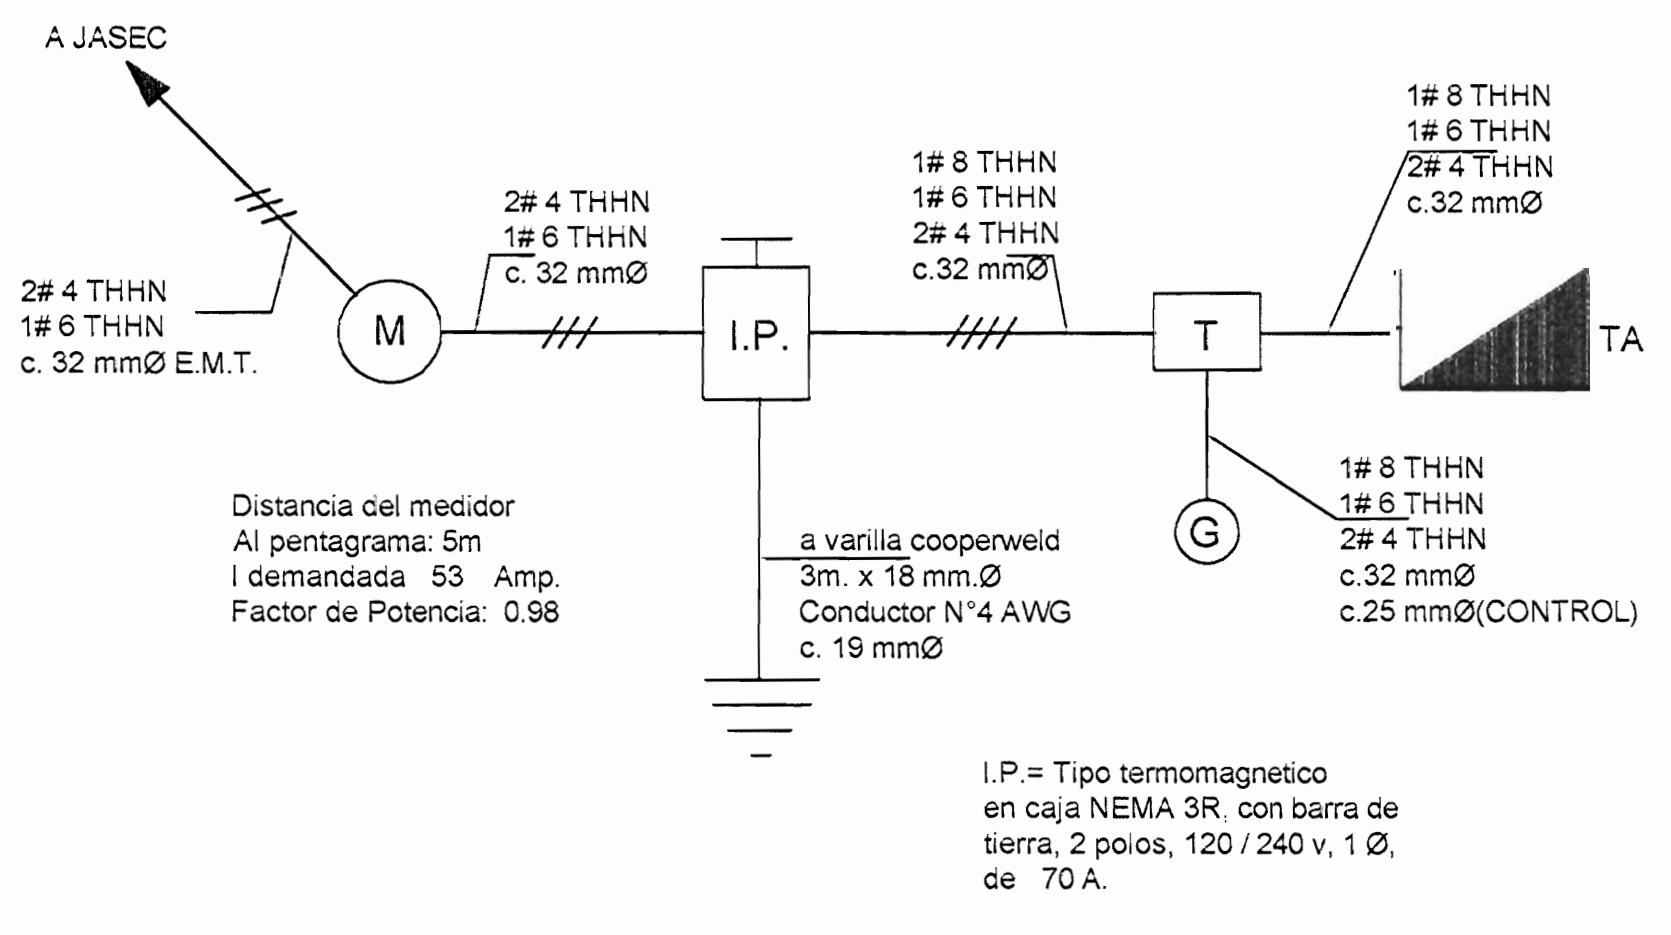 A JASEC
2# 4 THHN
1# 6 THHN
c. 32 mmØ E.M.T.
M
2# 4 THHN
1# 6 THHN
c. 32 mmØ
I.P.
1# 8 THHN
1# 6 THHN
2# 4 THHN
c.32 mmØ
T
1# 8 THHN
1# 6 THHN
2# 4 THHN
c.32 mmØ
TA
G
1# 8 THHN
1# 6 THHN
2# 4 THHN
c.32 mmØ
c.25 mmØ(CONTROL)
Distancia del medidor
Al pentagrama: 5m
I demandada 53 Amp.
Factor de Potencia: 0.98
a varilla cooperweld
3m. x 18 mm.Ø
Conductor N°4 AWG
c. 19 mmØ
I.P.= Tipo termomagnetico
en caja NEMA 3R, con barra de
tierra, 2 polos, 120 / 240 v, 1 Ø,
de 70 A.